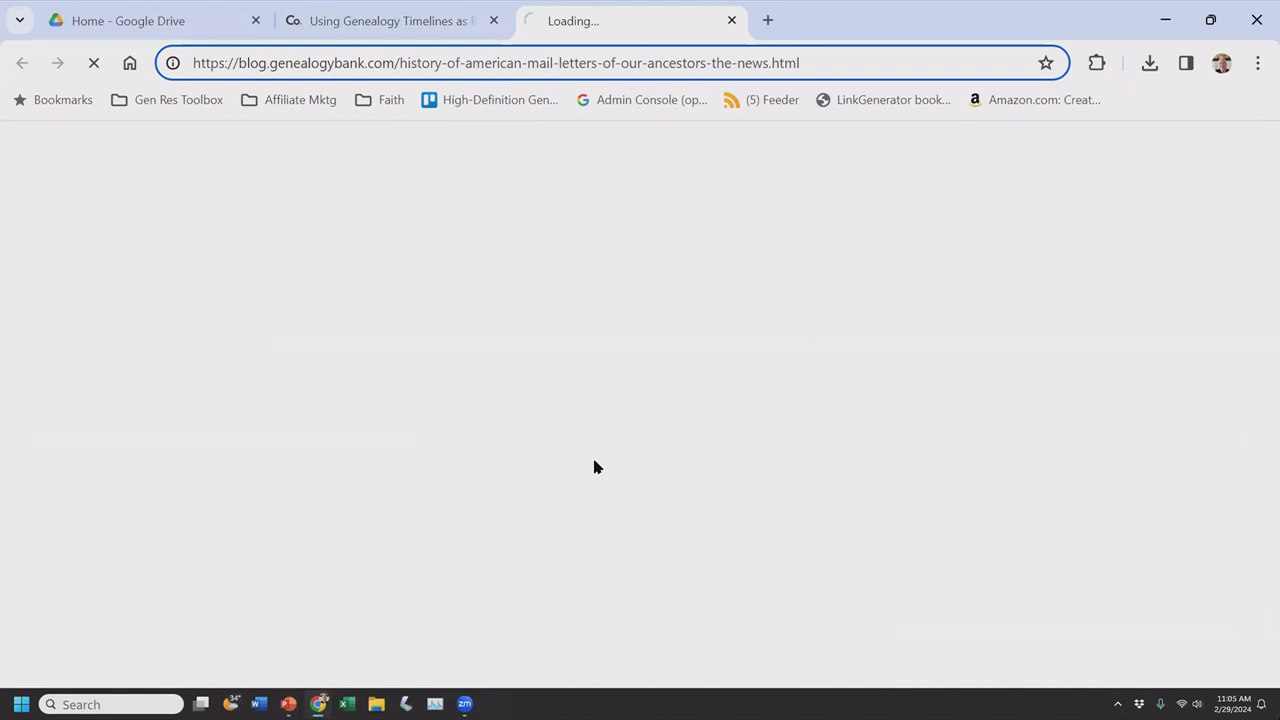 Home - Google Drive
Co. Using Genealogy Timelines as
Loading...
https://blog.genealogybank.com/history-of-american-mail-letters-of-our-ancestors-the-news.html
Bookmarks Gen Res Toolbox Affiliate Mktg Faith High-Definition Gen... Admin Console (op... (5) Feeder LinkGenerator book... a Amazon.com: Creat...
Search 34° 11:05 AM
2/29/2024